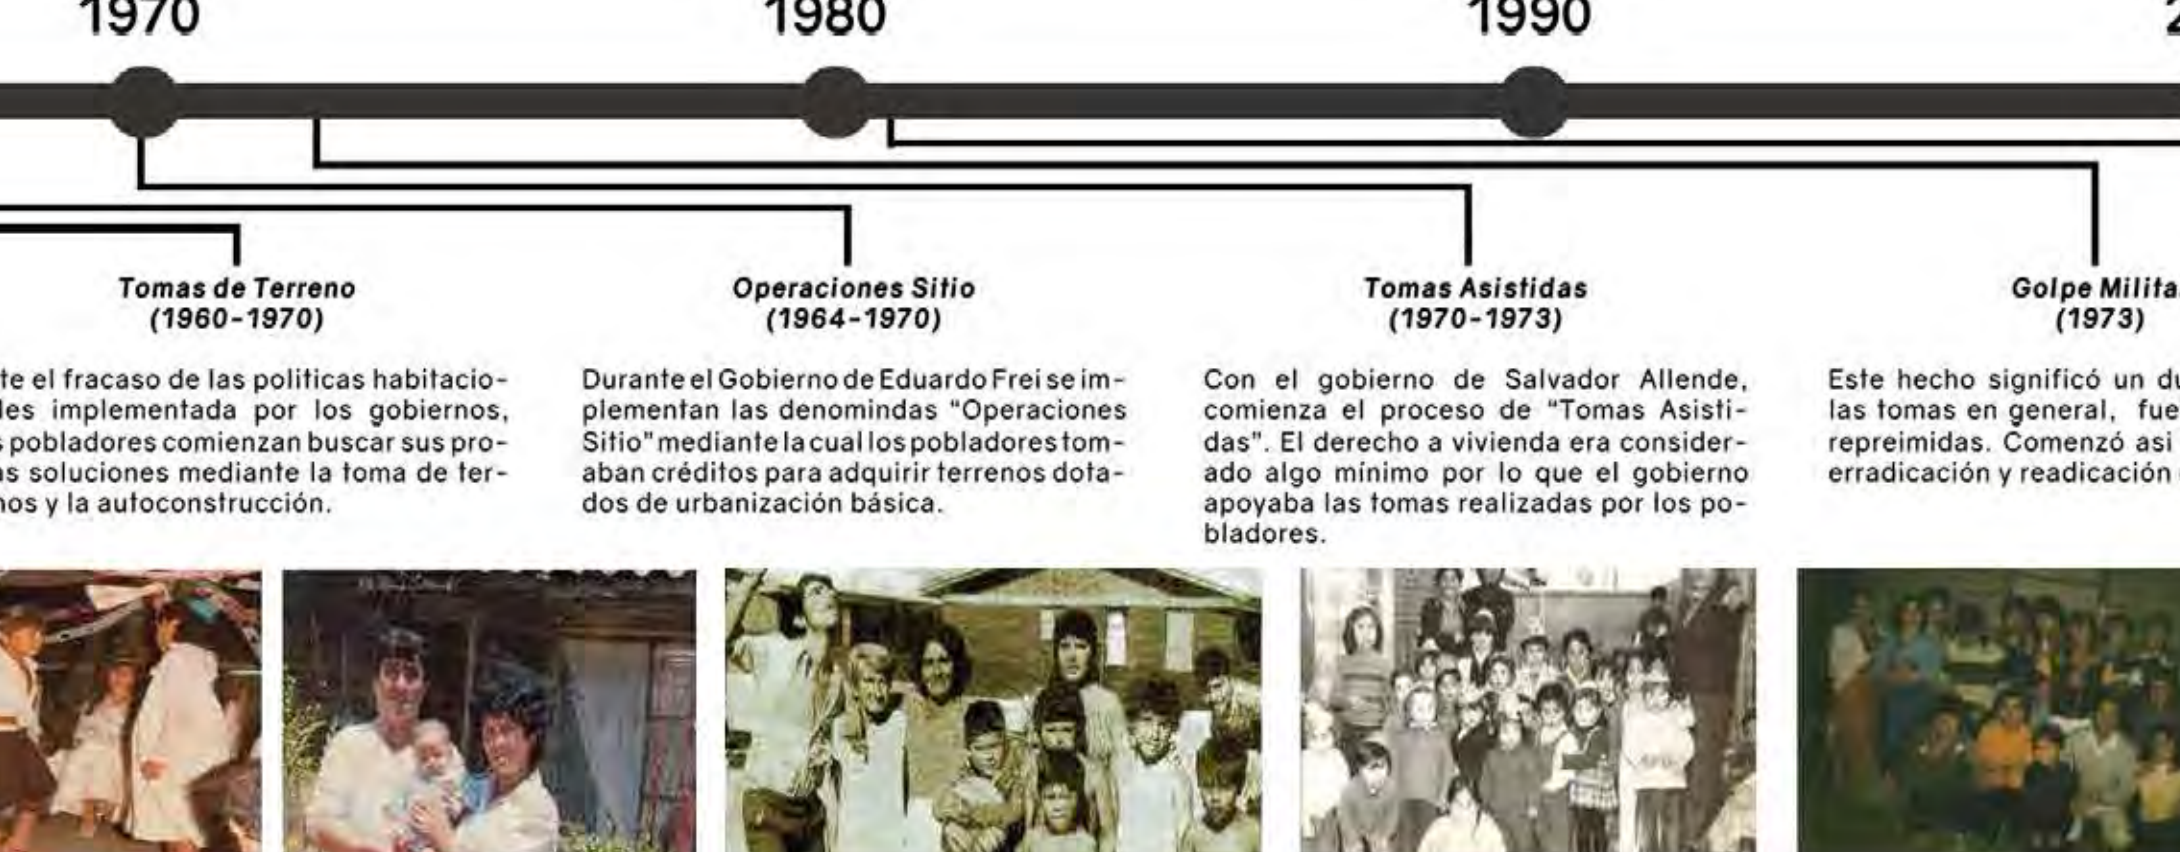 1970
1980
1990
Tomas de Terreno
(1960-1970)
te el fracaso de las politicas habitacio-
les implementada por los gobiernos,
s pobladores comienzan buscar sus pro-
as soluciones mediante la toma de ter-
nos y la autoconstrucción.
Operaciones Sitio
(1964-1970)
Durante el Gobierno de Eduardo Frei se im-
plementan las denomindas "Operaciones
Sitio" mediante la cual los pobladores tom-
aban créditos para adquirir terrenos dota-
dos de urbanización básica.
Tomas Asistidas
(1970-1973)
Con el gobierno de Salvador Allende,
comienza el proceso de "Tomas Asisti-
das". El derecho a vivienda era consider-
ado algo mínimo por lo que el gobierno
apoyaba las tomas realizadas por los po-
bladores.
Golpe Milita
(1973)
Este hecho significó un du
las tomas en general, fue
repreimidas. Comenzó asi
erradicación y readicación